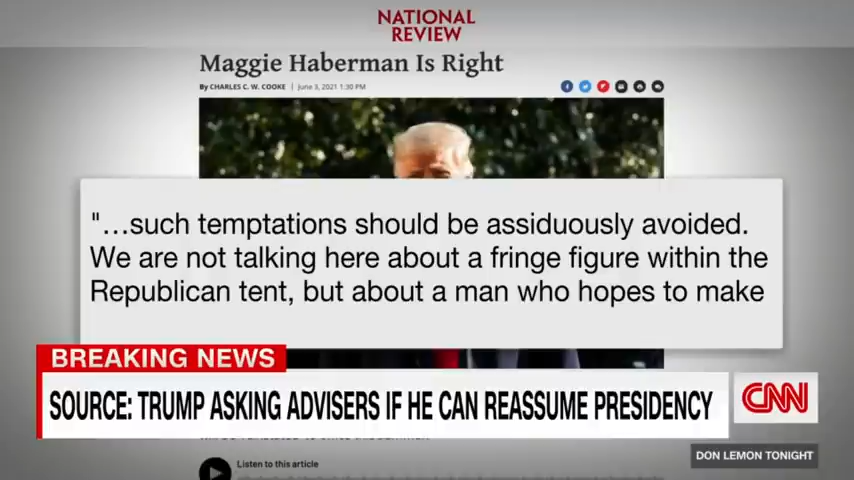 NATIONAL
REVIEW
Maggie Haberman Is Right
By CHARLES C. W. COOKE | June 3, 2021 1:30 PM
"...such temptations should be assiduously avoided.
We are not talking here about a fringe figure within the
Republican tent, but about a man who hopes to make
BREAKING NEWS
SOURCE: TRUMP ASKING ADVISERS IF HE CAN REASSUME PRESIDENCY
CNN
DON LEMON TONIGHT
Listen to this article